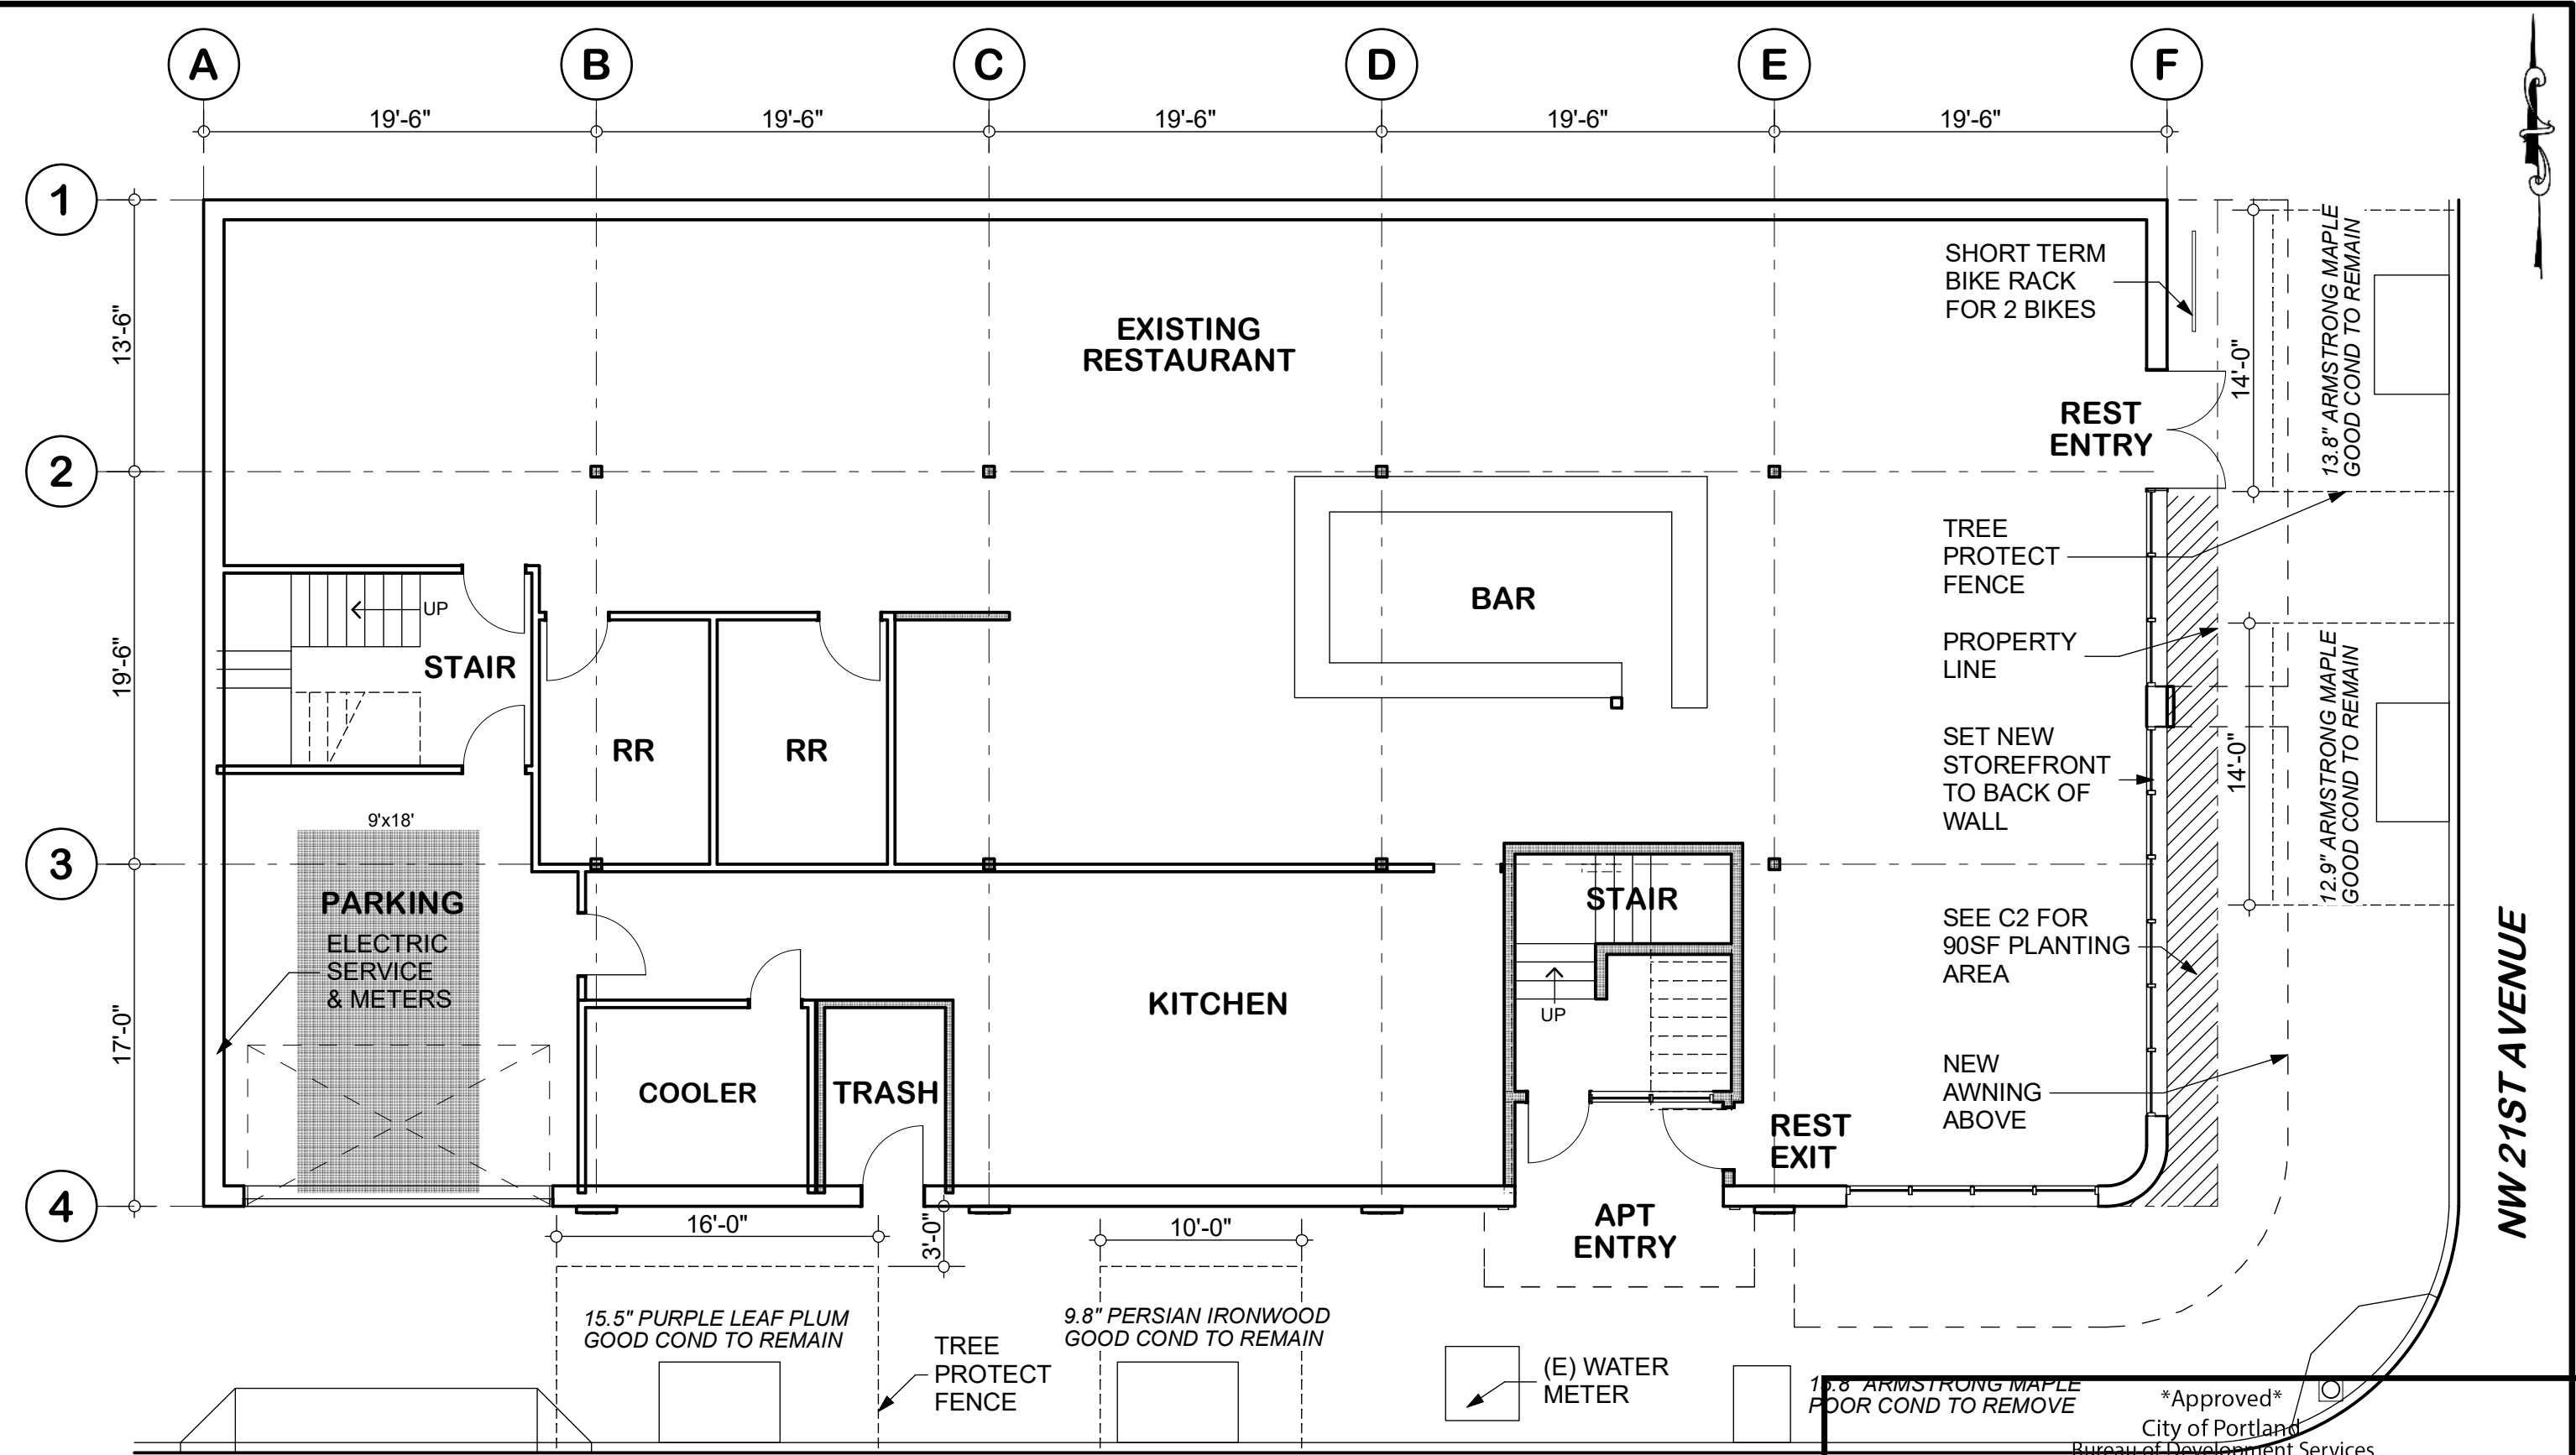 A
B
C
D
E
F
19'-6"
19'-6"
19'-6"
19'-6"
19'-6"
1
2
3
4
13'-6"
19'-6"
17'-0"
EXISTING
RESTAURANT
SHORT TERM
BIKE RACK
FOR 2 BIKES
REST
ENTRY
14'-0"
13.8" ARMSTRONG MAPLE
GOOD COND TO REMAIN
TREE
PROTECT
FENCE
PROPERTY
LINE
14'-0"
12.9" ARMSTRONG MAPLE
GOOD COND TO REMAIN
SET NEW
STOREFRONT
TO BACK OF
WALL
SEE C2 FOR
90SF PLANTING
AREA
NEW
AWNING
ABOVE
NW 21ST AVENUE
UP
STAIR
RR
RR
BAR
9'x18'
PARKING
ELECTRIC
SERVICE
& METERS
COOLER
TRASH
KITCHEN
STAIR
UP
REST
EXIT
APT
ENTRY
16'-0"
3'-0"
10'-0"
15.5" PURPLE LEAF PLUM
GOOD COND TO REMAIN
TREE
PROTECT
FENCE
9.8" PERSIAN IRONWOOD
GOOD COND TO REMAIN
(E) WATER
METER
15.8" ARMSTRONG MAPLE
POOR COND TO REMOVE
*Approved*
City of Portland
Bureau of Development Services